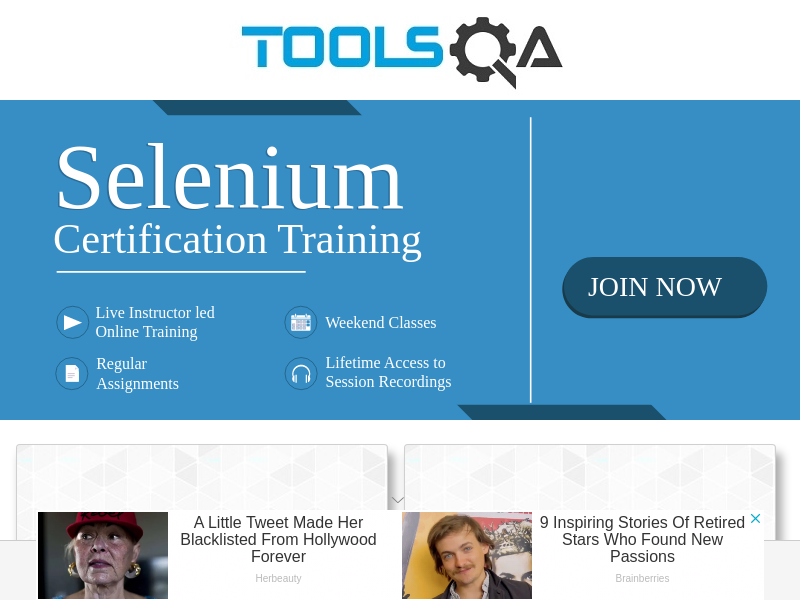 TOOLSQA
Selenium
Certification Training
JOIN NOW
Live Instructor led
Online Training
Weekend Classes
Regular
Assignments
Lifetime Access to
Session Recordings
A Little Tweet Made Her
Blacklisted From Hollywood
Forever
Herbeauty
9 Inspiring Stories Of Retired
Stars Who Found New
Passions
Brainberries